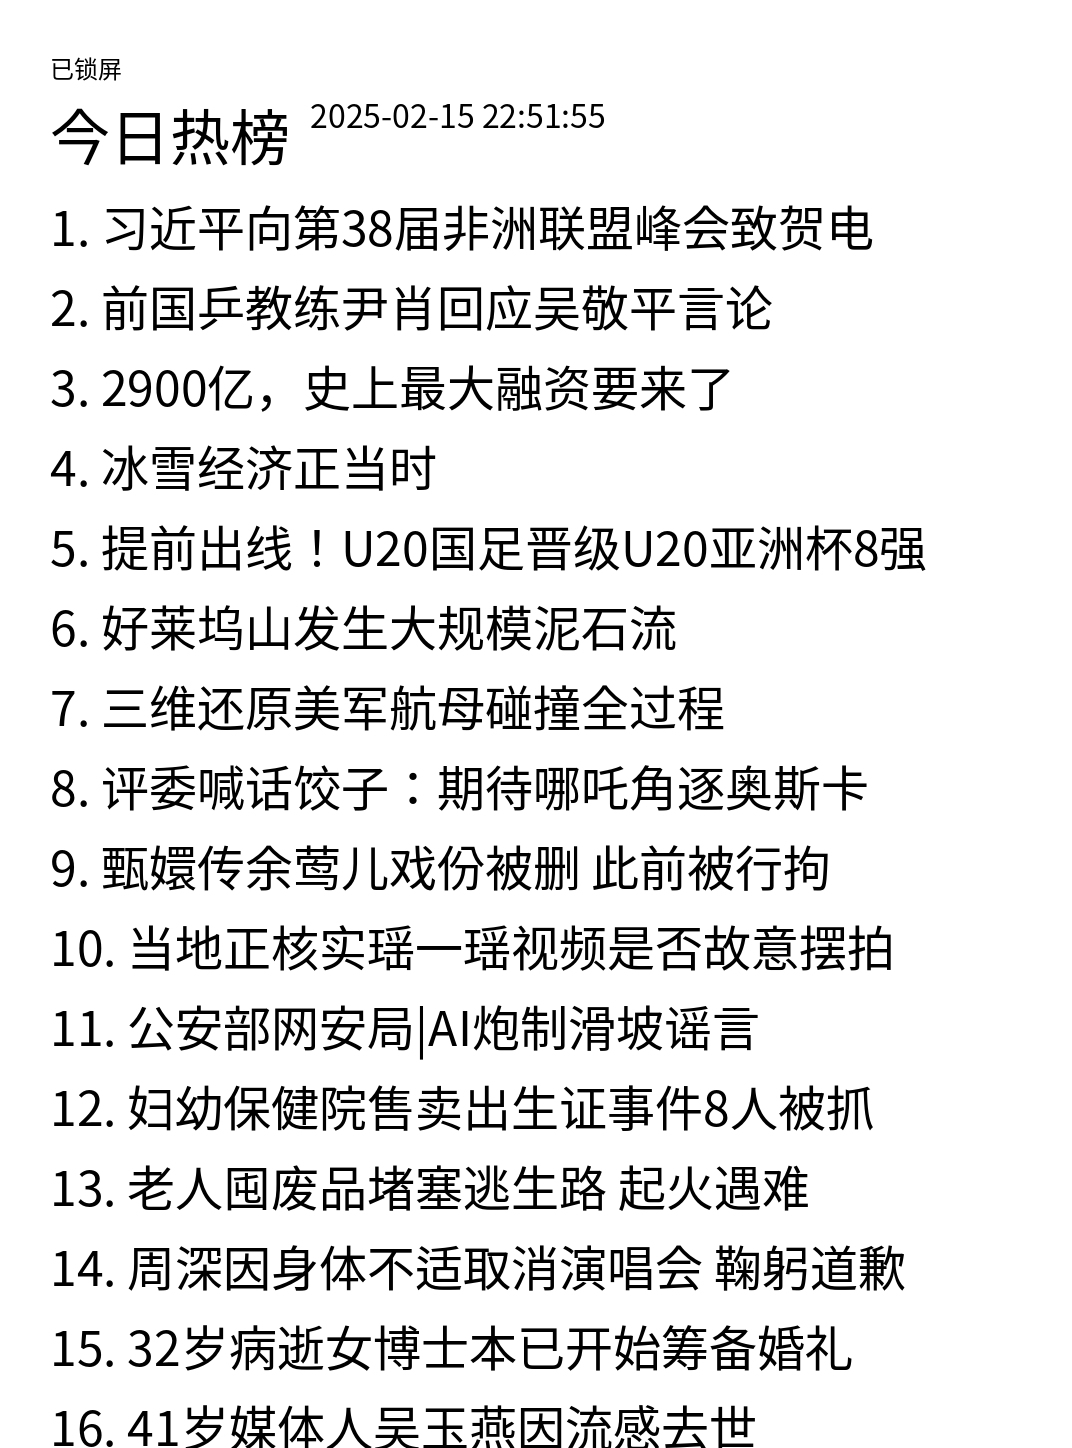 已锁屏
今日热榜 2025-02-15 22:51:55
1. 习近平向第38届非洲联盟峰会致贺电
2. 前国乒教练尹肖回应吴敬平言论
3. 2900亿，史上最大融资要来了
4. 冰雪经济正当时
5. 提前出线！U20国足晋级U20亚洲杯8强
6. 好莱坞山发生大规模泥石流
7. 三维还原美军航母碰撞全过程
8. 评委喊话饺子：期待哪吒角逐奥斯卡
9. 甄嬛传余莺儿戏份被删 此前被行拘
10. 当地正核实瑶一瑶视频是否故意摆拍
11. 公安部网安局|AI炮制滑坡谣言
12. 妇幼保健院售卖出生证事件8人被抓
13. 老人囤废品堵塞逃生路 起火遇难
14. 周深因身体不适取消演唱会 鞠躬道歉
15. 32岁病逝女博士本已开始筹备婚礼
16. 41岁媒体人吴玉燕因流感去世